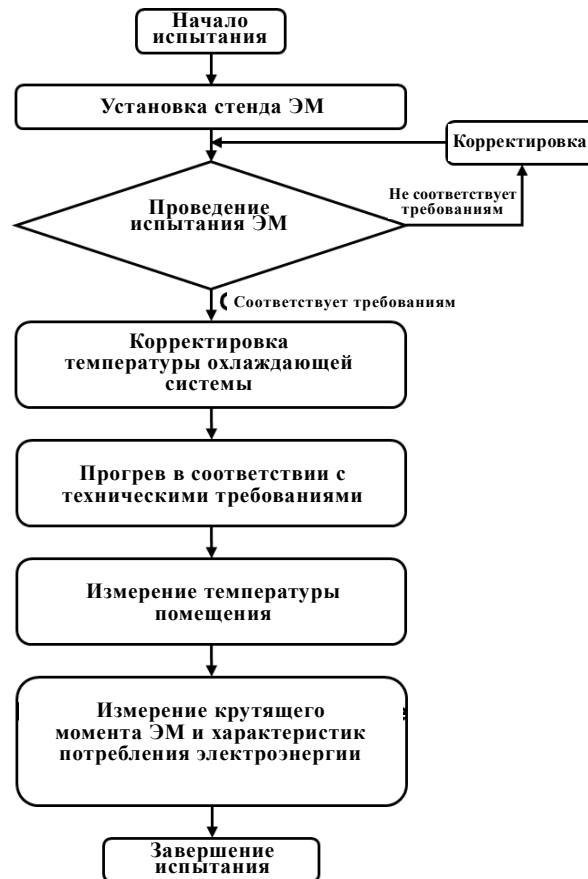 Начало
испытания
Установка стенда ЭМ
Корректировка
Проведение
испытания ЭМ
Не соответствует
требованиям
Соответствует требованиям
Корректировка
температуры охлаждающей
системы
Прогрев в соответствии с
техническими требованиями
Измерение температуры
помещения
Измерение крутящего
момента ЭМ и характеристик
потребления электроэнергии
Завершение
испытания